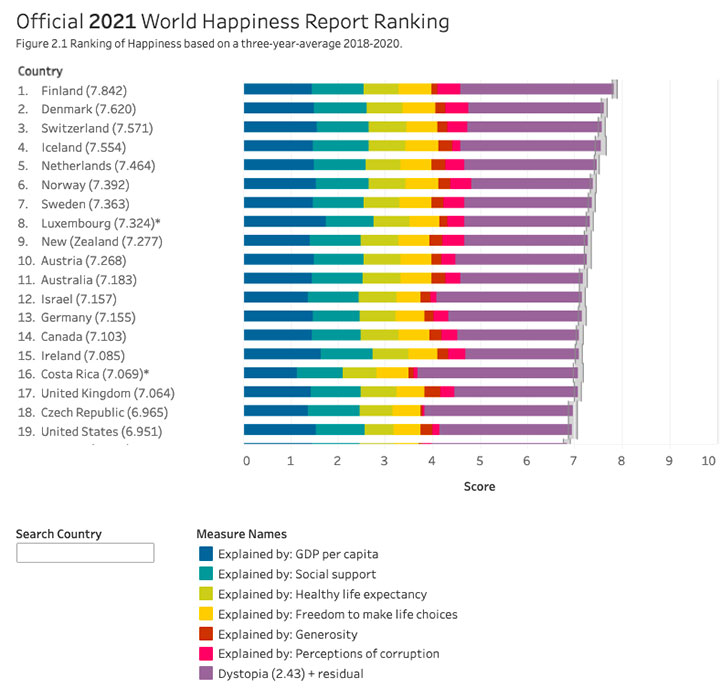 Official 2021 World Happiness Report Ranking
Figure 2.1 Ranking of Happiness based on a three-year-average 2018-2020.
Country
1. Finland (7.842)
2. Denmark (7.620)
3. Switzerland (7.571)
4. Iceland (7.554)
5. Netherlands (7.464)
6. Norway (7.392)
7. Sweden (7.363)
8. Luxembourg (7.324)*
9. New (Zealand (7.277)
10. Austria (7.268)
11. Australia (7.183)
12. Israel (7.157)
13. Germany (7.155)
14. Canada (7.103)
15. Ireland (7.085)
16. Costa Rica (7.069)*
17. United Kingdom (7.064)
18. Czech Republic (6.965)
19. United States (6.951)
0 1 2 3 4 5 6 7 8 9 10
Score
Search Country
Measure Names
Explained by: GDP per capita
Explained by: Social support
Explained by: Healthy life expectancy
Explained by: Freedom to make life choices
Explained by: Generosity
Explained by: Perceptions of corruption
Dystopia (2.43) + residual